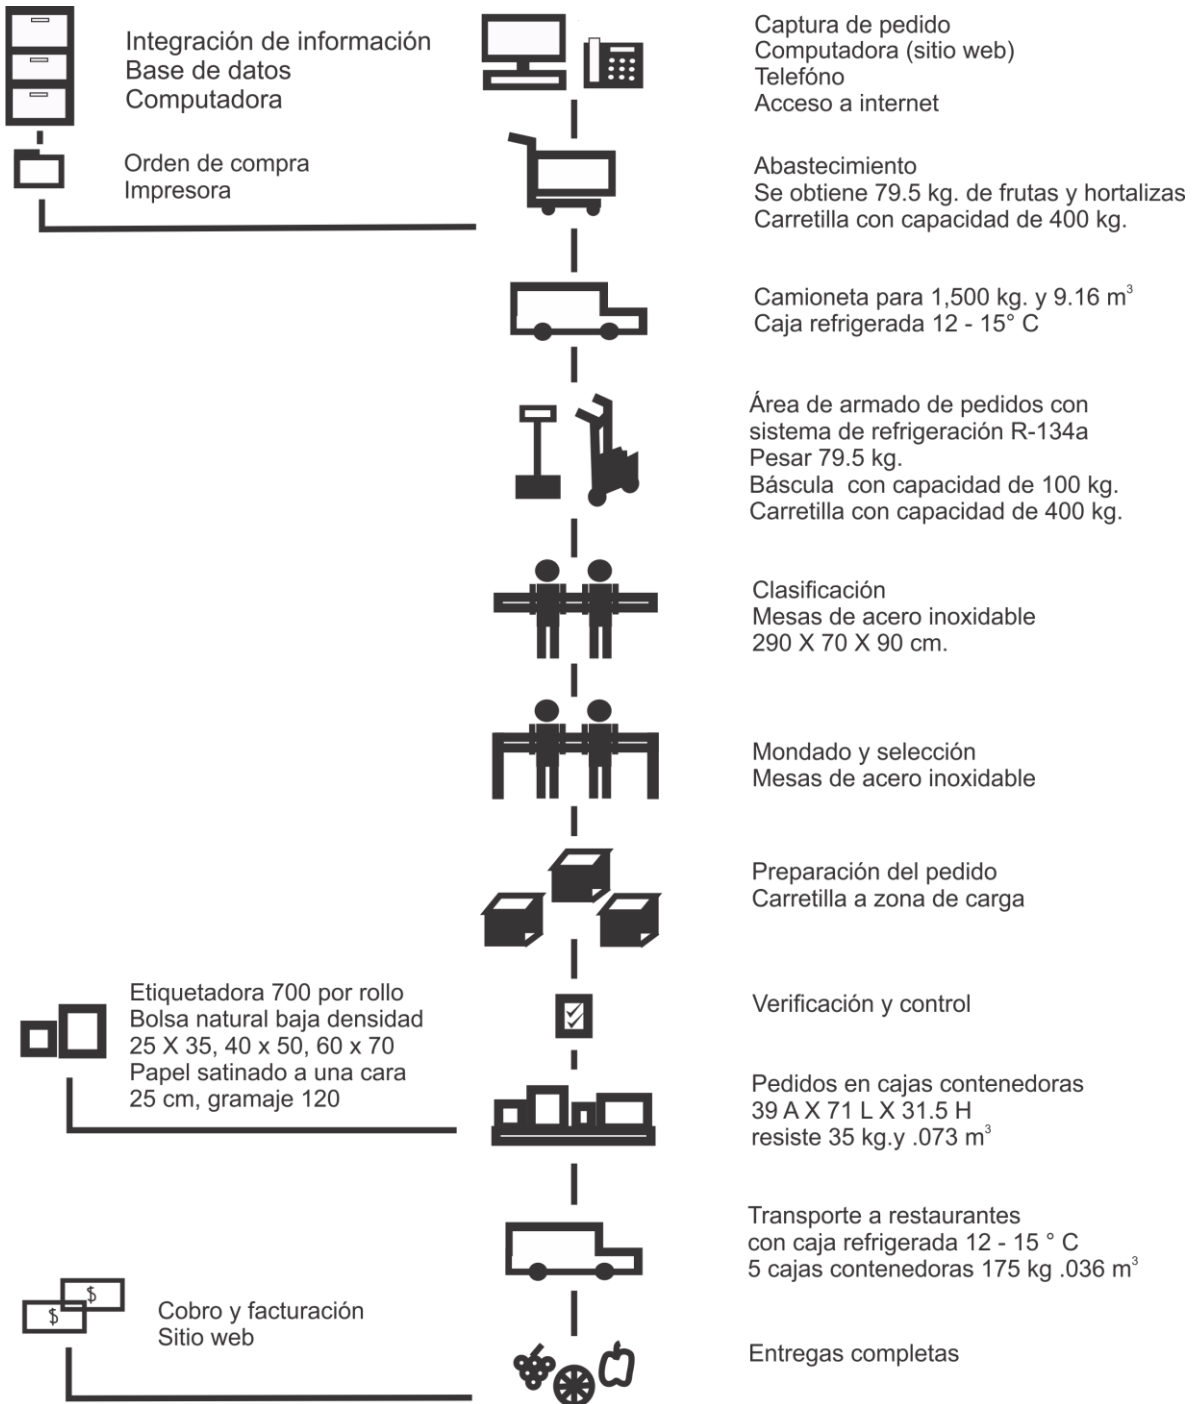 Integración de información
Base de datos
Computadora
Captura de pedido
Computadora (sitio web)
Telefóno
Acceso a internet
Orden de compra
Impresora
Abastecimiento
Se obtiene 79.5 kg. de frutas y hortalizas
Carretilla con capacidad de 400 kg.
Camioneta para 1,500 kg. y 9.16 m³
Caja refrigerada 12 - 15° C
Área de armado de pedidos con
sistema de refrigeración R-134a
Pesar 79.5 kg.
Báscula con capacidad de 100 kg.
Carretilla con capacidad de 400 kg.
Clasificación
Mesas de acero inoxidable
290 X 70 X 90 cm.
Mondado y selección
Mesas de acero inoxidable
Preparación del pedido
Carretilla a zona de carga
Etiquetadora 700 por rollo
Bolsa natural baja densidad
25 X 35, 40 x 50, 60 x 70
Papel satinado a una cara
25 cm, gramaje 120
Verificación y control
Pedidos en cajas contenedoras
39 A X 71 L X 31.5 H
resiste 35 kg.y .073 m³
Transporte a restaurantes
con caja refrigerada 12 - 15 ° C
5 cajas contenedoras 175 kg .036 m³
$
$
Cobro y facturación
Sitio web
Entregas completas